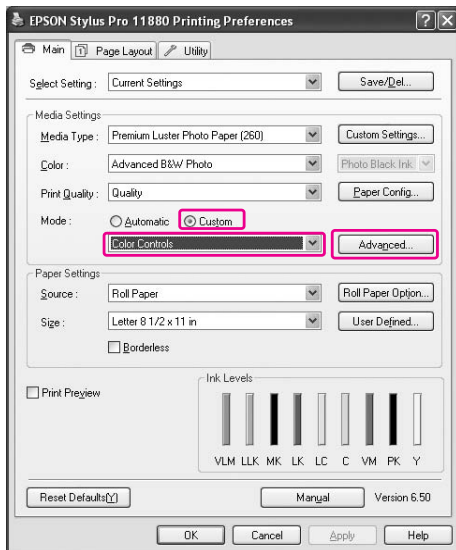 EPSON Stylus Pro 11880 Printing Preferences
Main Page Layout Utility
Select Setting : Current Settings Save/Del...
Media Settings
Media Type : Premium Luster Photo Paper (260) Custom Settings...
Color : Advanced B&W Photo Photo Black Ink
Print Quality : Quality Paper Config...
Mode : Automatic Custom
Color Controls Advanced...
Paper Settings
Source : Roll Paper Roll Paper Option...
Size : Letter 8 1/2 x 11 in User Defined...
Borderless
Print Preview
Ink Levels
VLM LLK MK LK LC C VM PK Y
Reset Defaults(Y) Manual Version 6.50
OK Cancel Apply Help